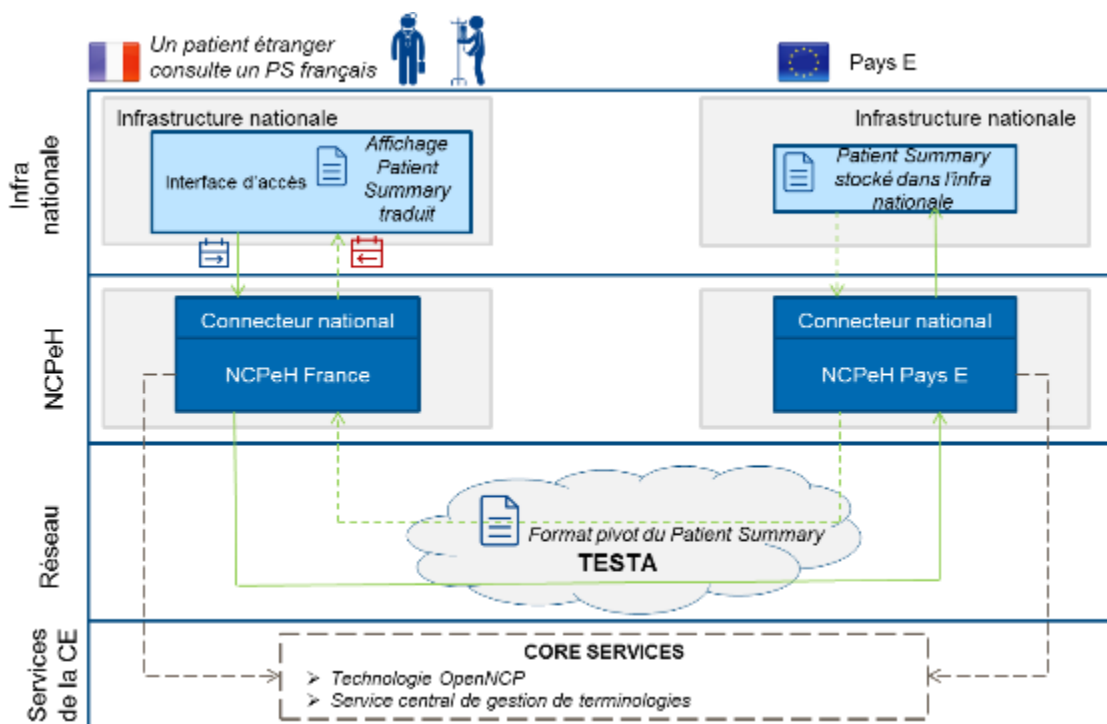 Un patient étranger
consulte un PS français
Pays E
Infra
nationale
Infrastructure nationale
Interface d'accès
Affichage
Patient
Summary
traduit
Infrastructure nationale
Patient Summary
stocké dans l'infra
nationale
NCPeH
Connecteur national
NCPeH France
Connecteur national
NCPeH Pays E
Réseau
Format pivot du Patient Summary
TESTA
Services
de la CE
CORE SERVICES
➢ Technologie OpenNCP
➢ Service central de gestion de terminologies